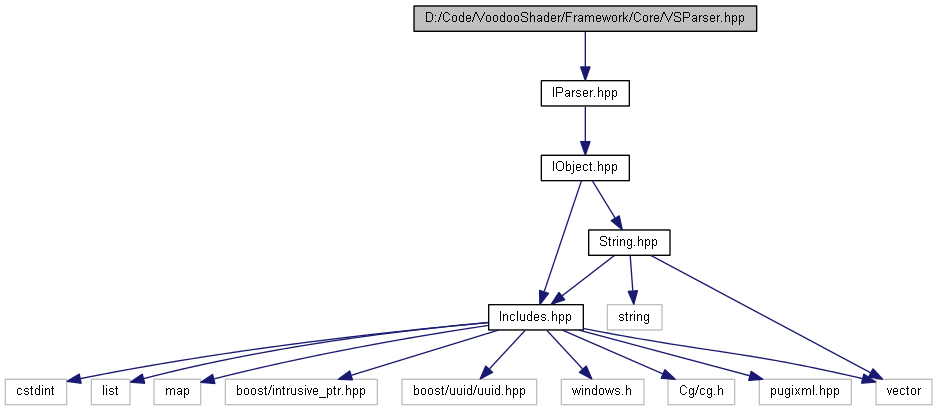 D:/Code/VoodooShader/Framework/Core/VSParser.hpp
IParser.hpp
IObject.hpp
String.hpp
Includes.hpp
string
cstdint
list
map
boost/intrusive_ptr.hpp
boost/uuid/uuid.hpp
windows.h
Cg/cg.h
pugixml.hpp
vector